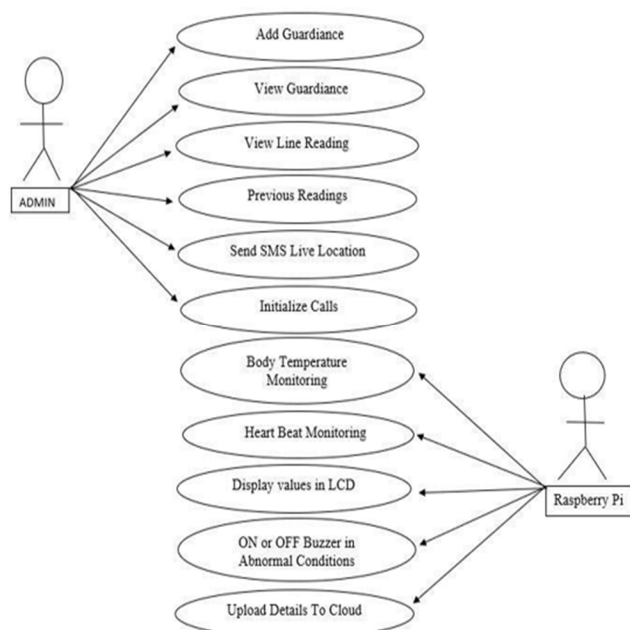 Add Guardiance
View Guardiance
View Line Reading
Previous Readings
ADMIN
Send SMS Live Location
Initialize Calls
Body Temperature
Monitoring
Heart Beat Monitoring
Display values in LCD
Raspberry Pi
ON or OFF Buzzer in
Abnormal Conditions
Upload Details To Cloud